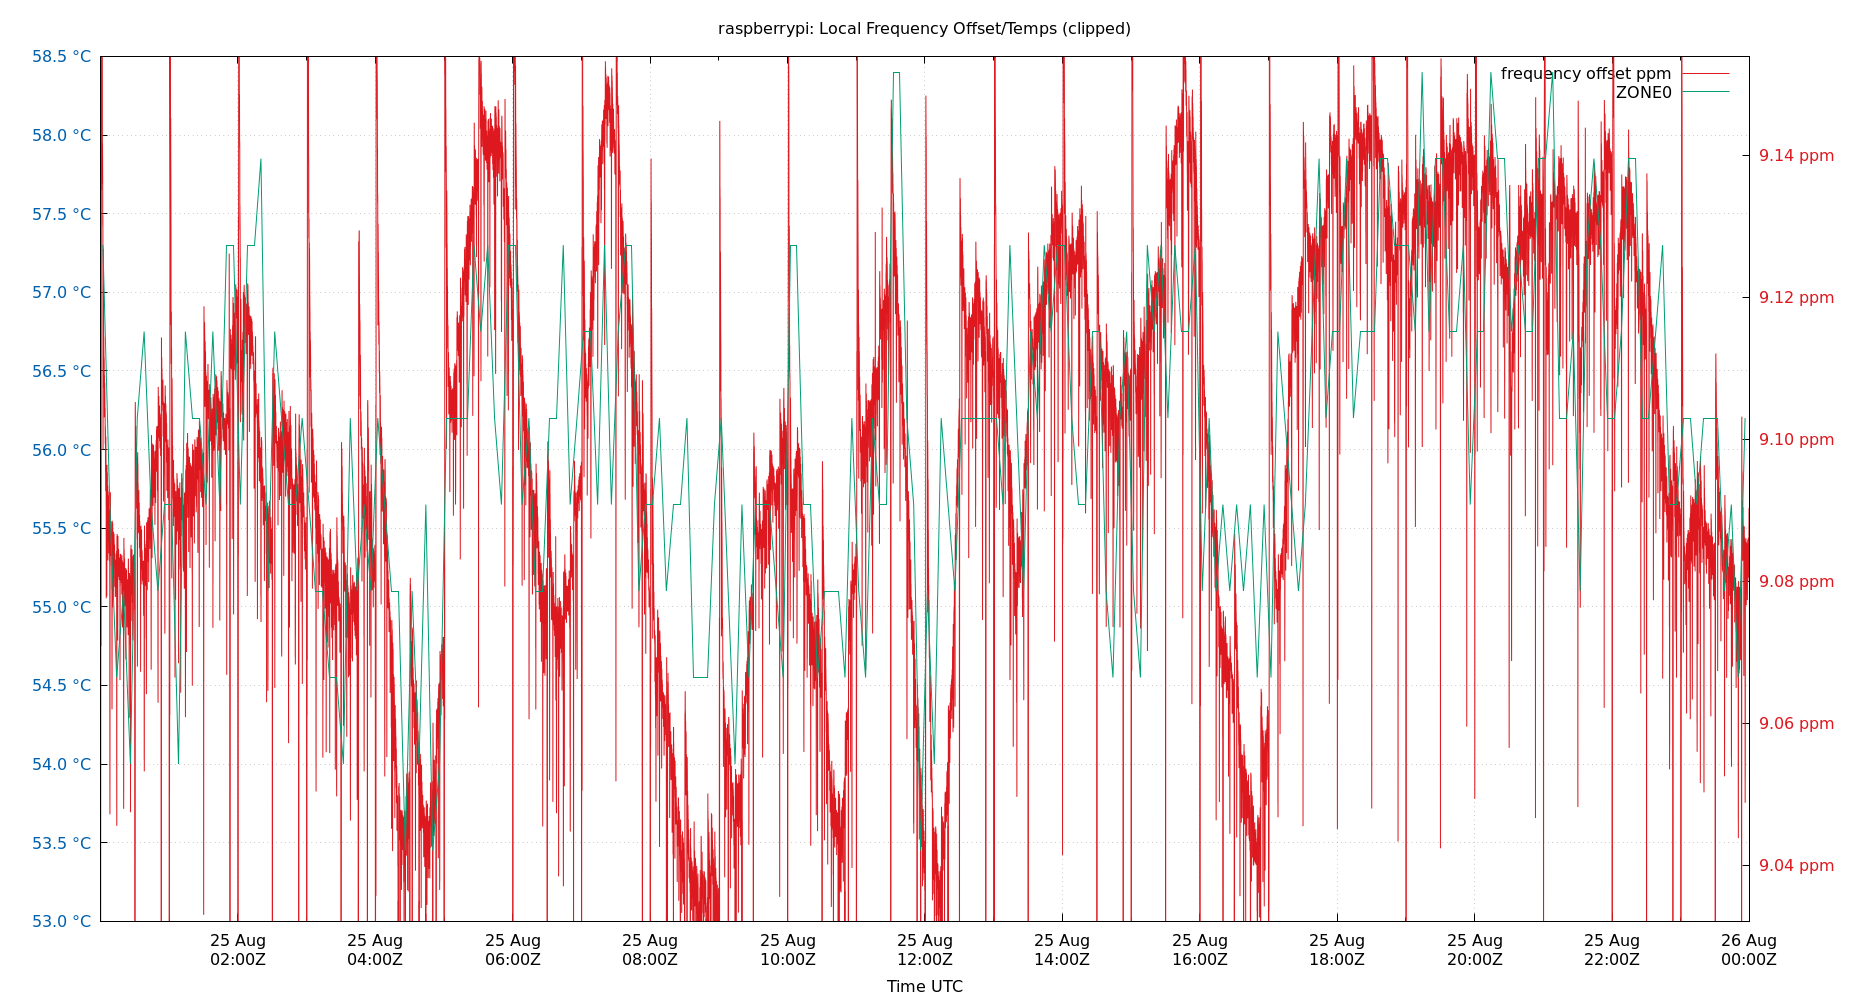 raspberrypi: Local Frequency Offset/Temps (clipped)
frequency offset ppm
ZONE0
58.5 °C
58.0 °C
57.5 °C
57.0 °C
56.5 °C
56.0 °C
55.5 °C
55.0 °C
54.5 °C
54.0 °C
53.5 °C
53.0 °C
9.14 ppm
9.12 ppm
9.10 ppm
9.08 ppm
9.06 ppm
9.04 ppm
25 Aug 25 Aug 25 Aug 25 Aug 25 Aug 25 Aug 25 Aug 25 Aug 25 Aug 25 Aug 25 Aug 26 Aug
02:00Z 04:00Z 06:00Z 08:00Z 10:00Z 12:00Z 14:00Z 16:00Z 18:00Z 20:00Z 22:00Z 00:00Z
Time UTC